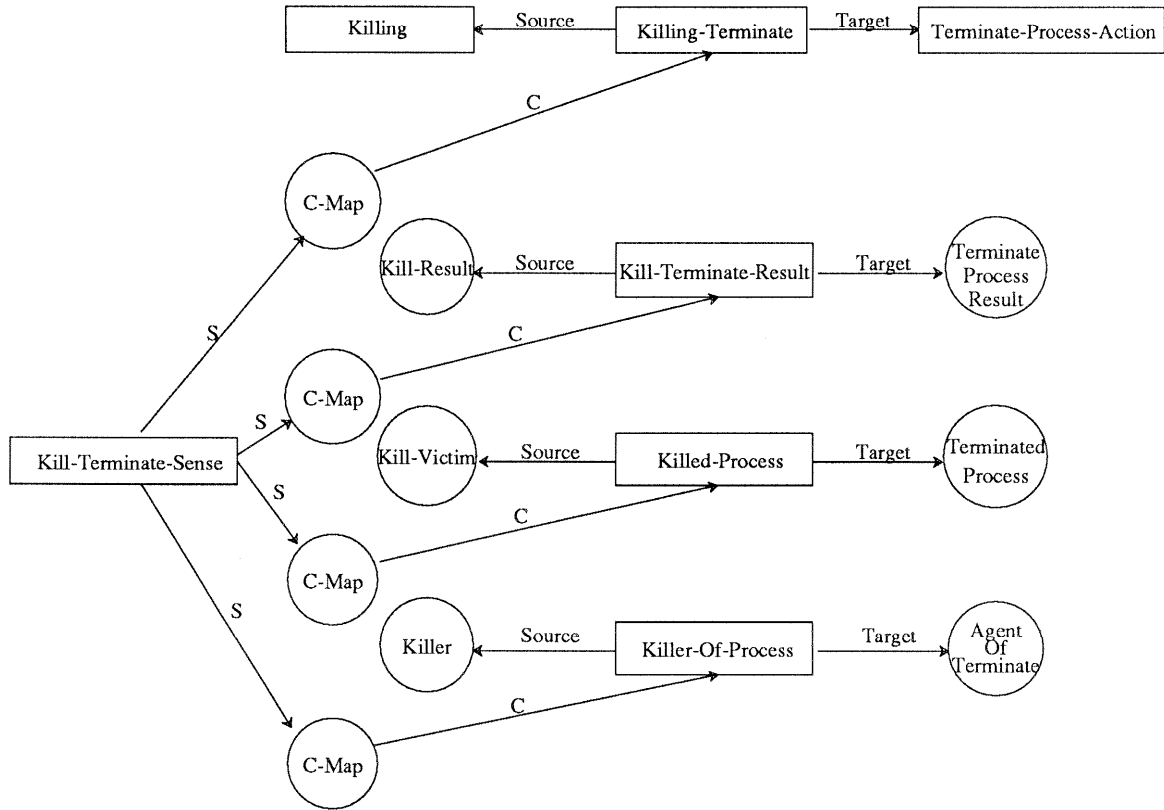 Killing
Source
Killing-Terminate
Target
Terminate-Process-Action
C
C-Map
S
Kill-Result
Source
Kill-Terminate-Result
Target
Terminate
Process
Result
C
C-Map
S
Kill-Terminate-Sense
Kill-Victim
Source
Killed-Process
Target
Terminated
Process
S
C
C-Map
S
Killer
Source
Killer-Of-Process
Target
Agent
Of
Terminate
C
C-Map